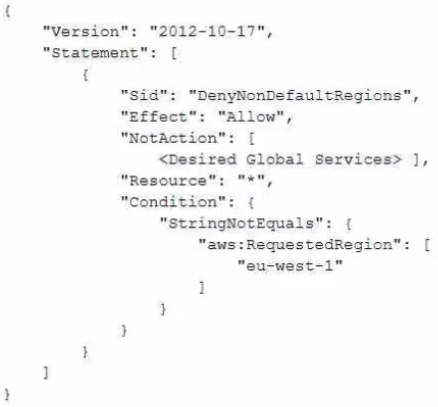 {
"Version": "2012-10-17",
"Statement": [
{
"Sid": "DenyNonDefaultRegions",
"Effect": "Allow",
"NotAction": [
<Desired Global Services> ],
"Resource": "*",
"Condition": {
"StringNotEquals": {
"aws:RequestedRegion": [
"eu-west-1"
]
}
}
}
]
}